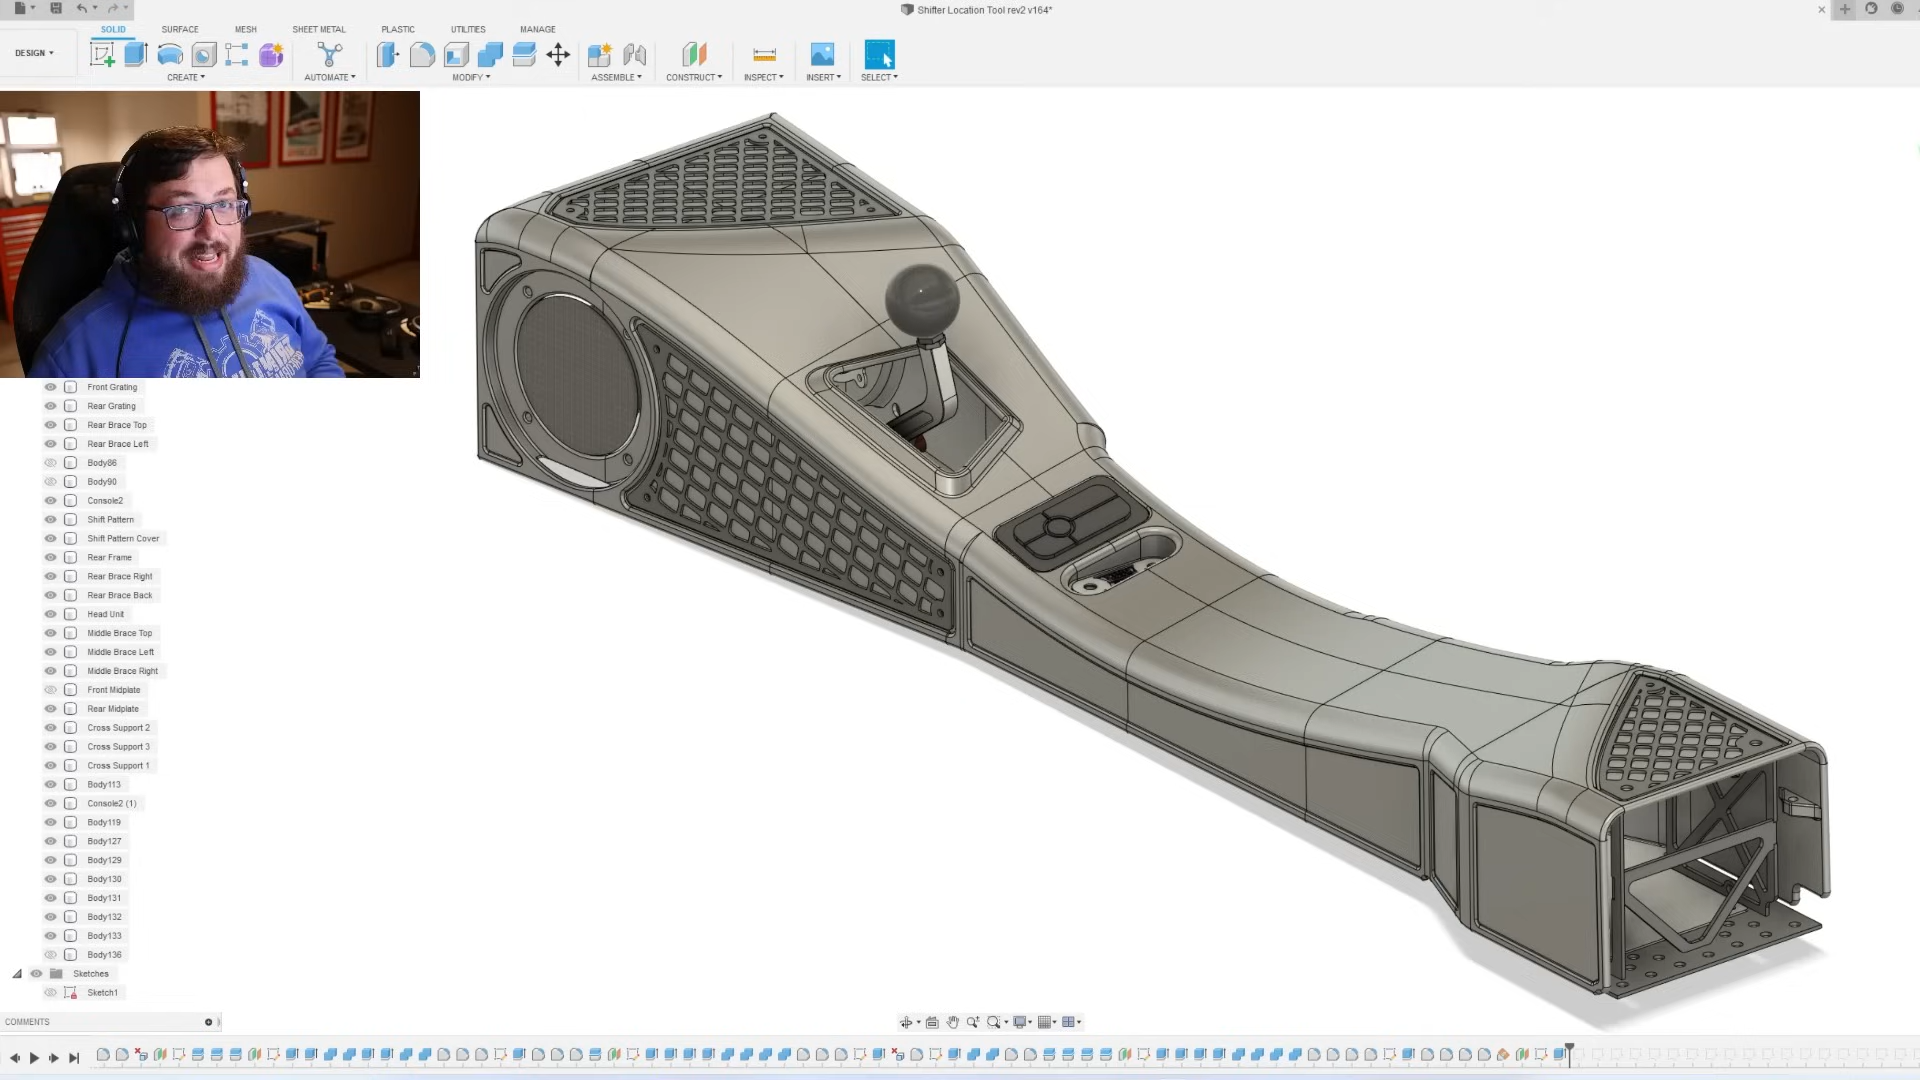 Shifter Location Tool rev2 v164*
SOLID SURFACE MESH SHEET METAL PLASTIC UTILITIES MANAGE
DESIGN
CREATE AUTOMATE MODIFY ASSEMBLE CONSTRUCT INSPECT INSERT SELECT
Front Grating
Rear Grating
Rear Brace Top
Rear Brace Left
Body86
Body90
Console2
Shift Pattern
Shift Pattern Cover
Rear Frame
Rear Brace Right
Rear Brace Back
Head Unit
Middle Brace Top
Middle Brace Left
Middle Brace Right
Front Midplate
Rear Midplate
Cross Support 2
Cross Support 3
Cross Support 1
Body113
Console2 (1)
Body119
Body127
Body129
Body130
Body131
Body132
Body133
Body136
Sketches
Sketch1
COMMENTS